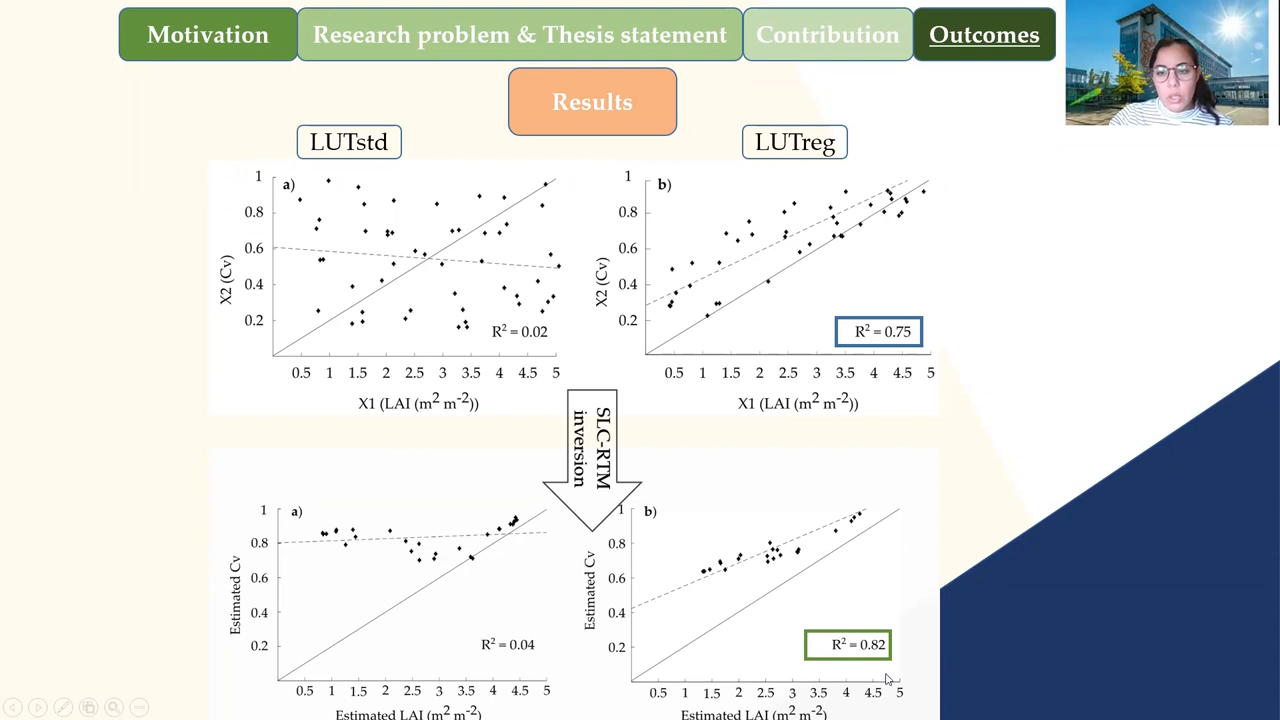 Motivation
Research problem & Thesis statement
Contribution
Outcomes
Results
LUTstd
LUTreg
a)
1
0.8
0.6
0.4
0.2
X2 (Cv)
R² = 0.02
0.5 1 1.5 2 2.5 3 3.5 4 4.5 5
X1 (LAI (m² m⁻²))
b)
1
0.8
0.6
0.4
0.2
X2 (Cv)
R² = 0.75
0.5 1 1.5 2 2.5 3 3.5 4 4.5 5
X1 (LAI (m² m⁻²))
SLC-RTM
inversion
a)
1
0.8
0.6
0.4
0.2
Estimated Cv
R² = 0.04
0.5 1 1.5 2 2.5 3 3.5 4 4.5 5
Estimated LAI (m² m⁻²)
b)
1
0.8
0.6
0.4
0.2
Estimated Cv
R² = 0.82
0.5 1 1.5 2 2.5 3 3.5 4 4.5 5
Estimated LAI (m² m⁻²)